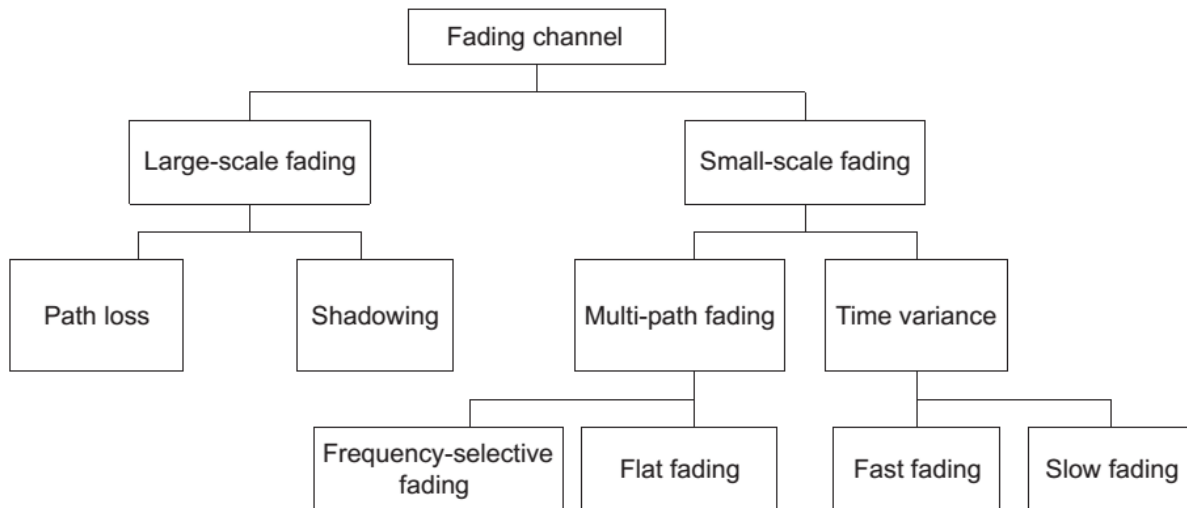 Fading channel
Large-scale fading
Small-scale fading
Path loss
Shadowing
Multi-path fading
Time variance
Frequency-selective
fading
Flat fading
Fast fading
Slow fading